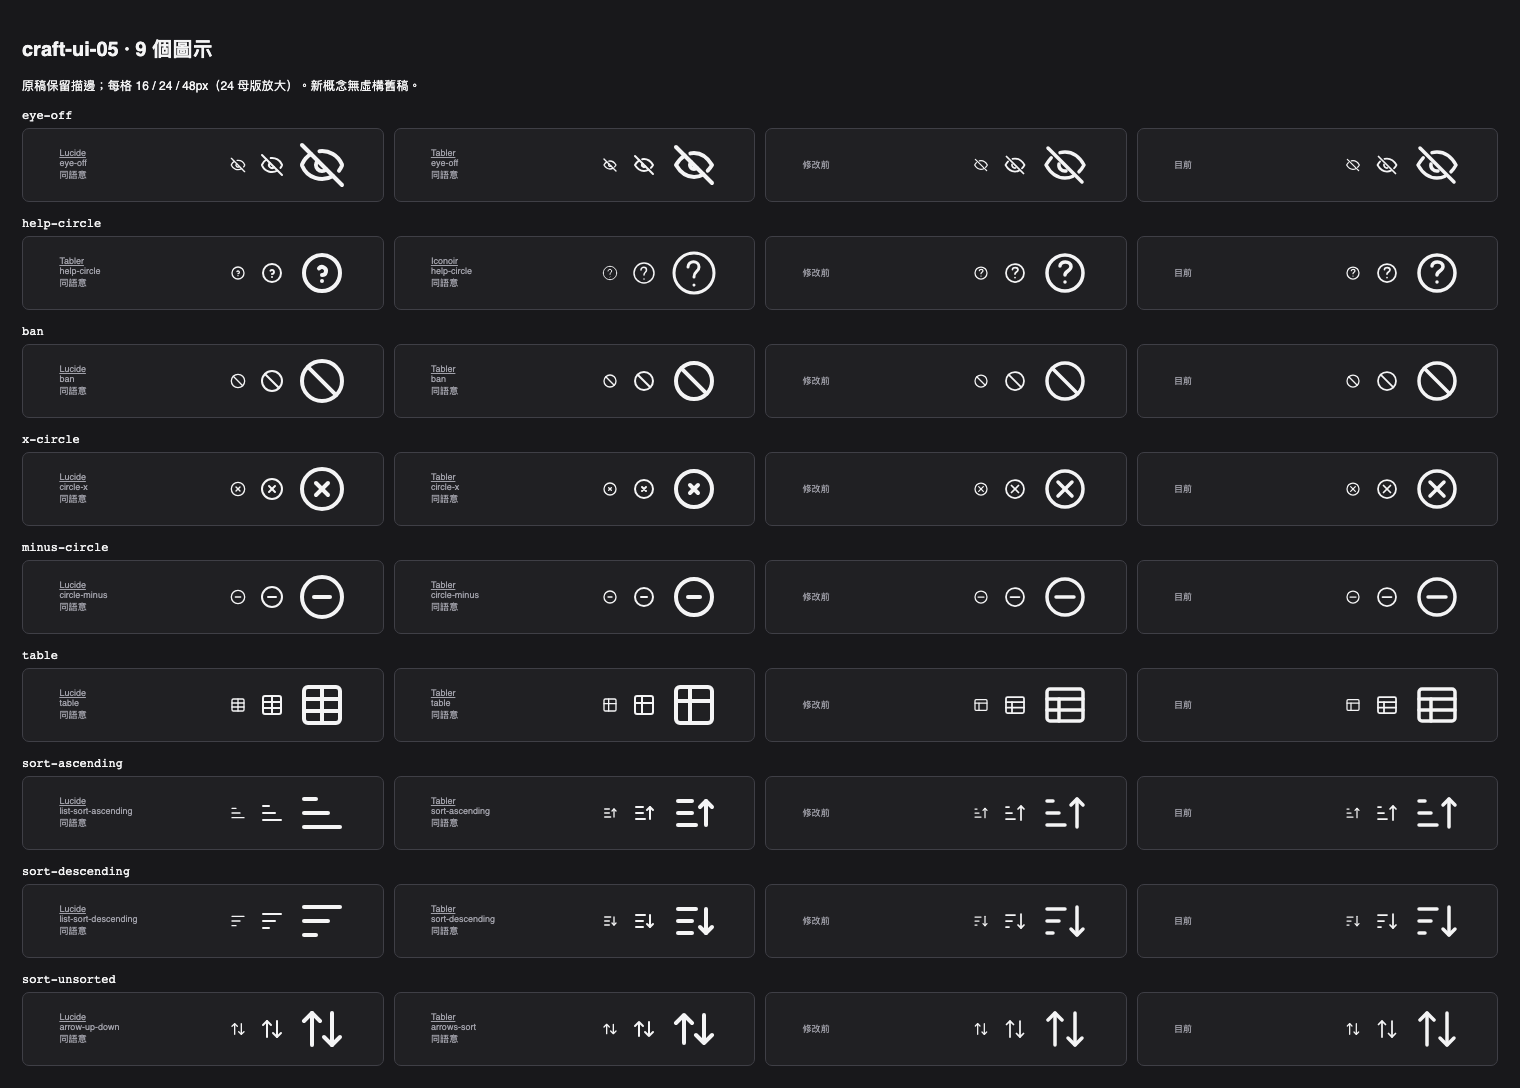 craft-ui-05 · 9 個圖示
原稿保留描邊；每格 16 / 24 / 48px（24 母版放大）。新概念無虛構舊稿。
eye-off
Lucide
eye-off
同語意
Tabler
eye-off
同語意
修改前
目前
help-circle
Tabler
help-circle
同語意
Iconoir
help-circle
同語意
修改前
目前
ban
Lucide
ban
同語意
Tabler
ban
同語意
修改前
目前
x-circle
Lucide
circle-x
同語意
Tabler
circle-x
同語意
修改前
目前
minus-circle
Lucide
circle-minus
同語意
Tabler
circle-minus
同語意
修改前
目前
table
Lucide
table
同語意
Tabler
table
同語意
修改前
目前
sort-ascending
Lucide
list-sort-ascending
同語意
Tabler
sort-ascending
同語意
修改前
目前
sort-descending
Lucide
list-sort-descending
同語意
Tabler
sort-descending
同語意
修改前
目前
sort-unsorted
Lucide
arrow-up-down
同語意
Tabler
arrows-sort
同語意
修改前
目前